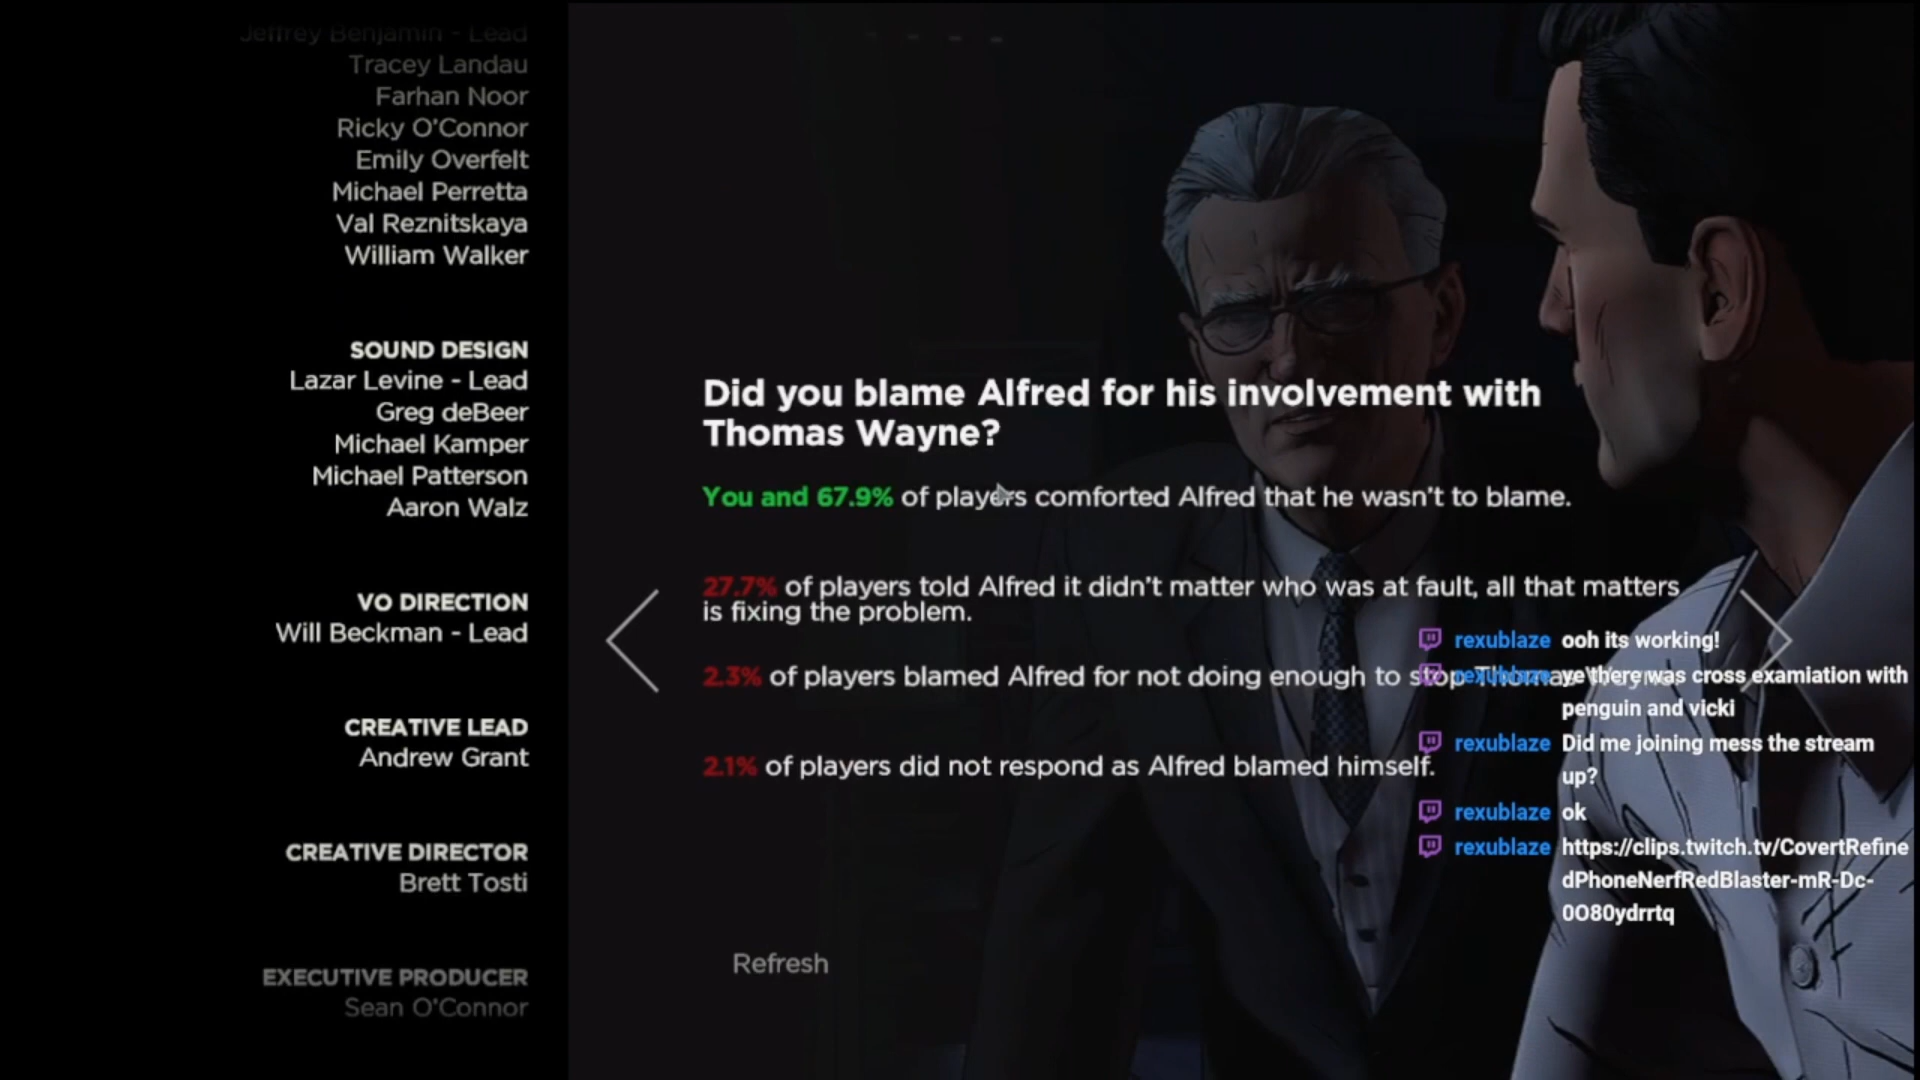 Jeffrey Benjamin - Lead
Tracey Landau
Farhan Noor
Ricky O'Connor
Emily Overfelt
Michael Perretta
Val Reznitskaya
William Walker
SOUND DESIGN
Lazar Levine - Lead
Greg deBeer
Michael Kamper
Michael Patterson
Aaron Walz
VO DIRECTION
Will Beckman - Lead
CREATIVE LEAD
Andrew Grant
CREATIVE DIRECTOR
Brett Tosti
EXECUTIVE PRODUCER
Sean O'Connor
Did you blame Alfred for his involvement with
Thomas Wayne?
You and 67.9% of players comforted Alfred that he wasn't to blame.
27.7% of players told Alfred it didn't matter who was at fault, all that matters
is fixing the problem.
2.3% of players blamed Alfred for not doing enough to stop Thomas
2.1% of players did not respond as Alfred blamed himself.
Refresh
rexublaze ooh its working!
rexublaze ye there was cross examiation with
penguin and vicki
rexublaze Did me joining mess the stream
up?
rexublaze ok
rexublaze https://clips.twitch.tv/CovertRefine
dPhoneNerfRedBlaster-mR-Dc-
0O80ydrrtq